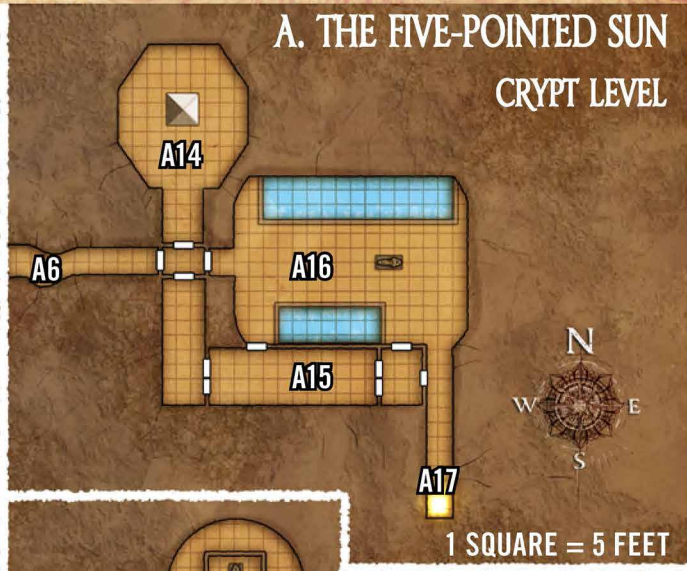 A. THE FIVE-POINTED SUN
CRYPT LEVEL
A14
A6
A16
A15
N
W
E
S
A17
1 SQUARE = 5 FEET